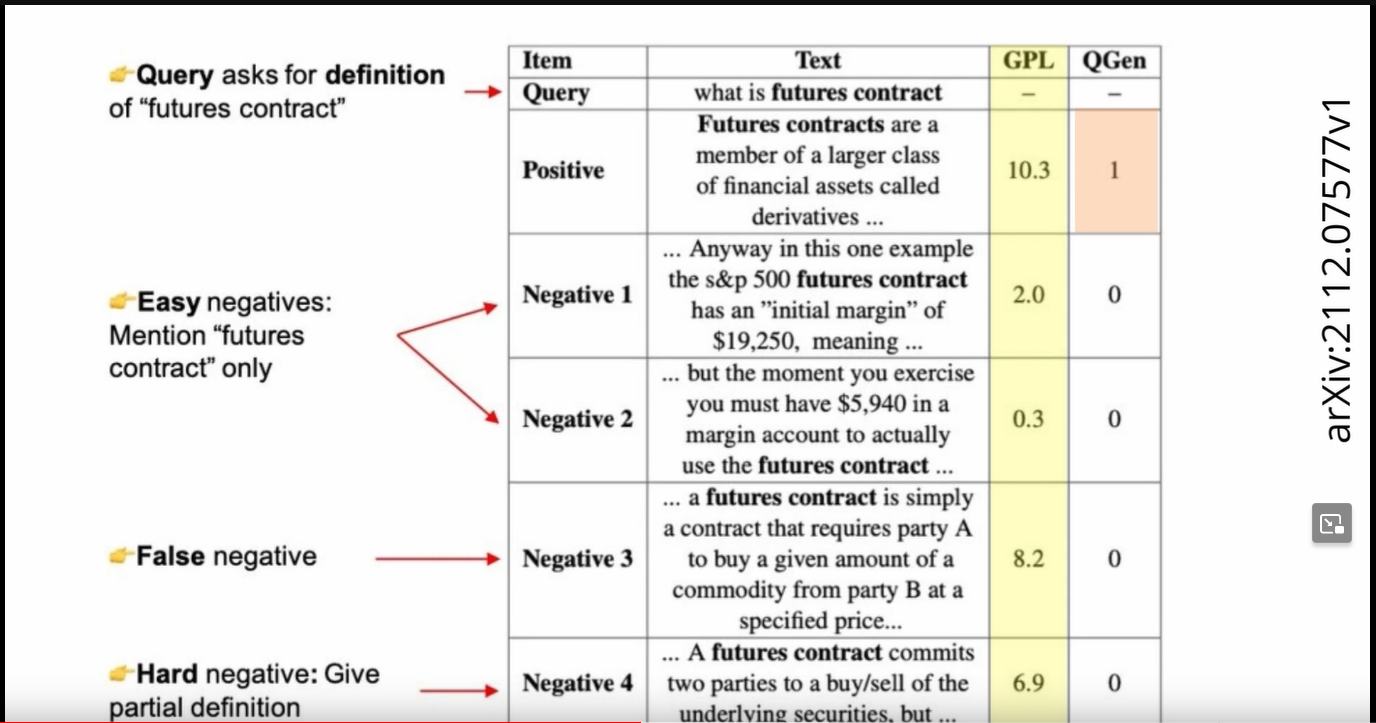 👉Query asks for definition
of “futures contract”
👉Easy negatives:
Mention “futures
contract” only
👉False negative
👉Hard negative: Give
partial definition
Item Text GPL QGen
Query what is futures contract – –
Positive Futures contracts are a
member of a larger class
of financial assets called
derivatives ...
10.3 1
Negative 1 ... Anyway in this one example
the s&p 500 futures contract
has an ”initial margin” of
$19,250, meaning ...
2.0 0
Negative 2 ... but the moment you exercise
you must have $5,940 in a
margin account to actually
use the futures contract ...
0.3 0
Negative 3 ... a futures contract is simply
a contract that requires party A
to buy a given amount of a
commodity from party B at a
specified price...
8.2 0
Negative 4 ... A futures contract commits
two parties to a buy/sell of the
underlying securities, but ...
6.9 0
arXiv:2112.07577v1